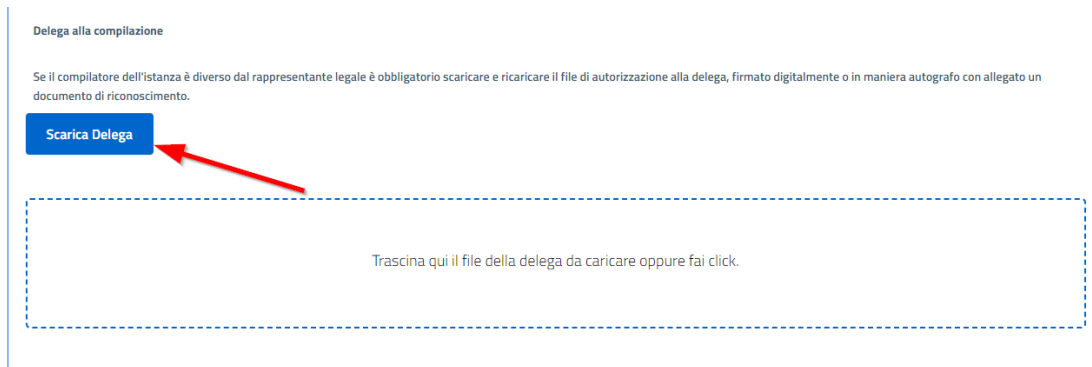 Delega alla compilazione
Se il compilatore dell'istanza è diverso dal rappresentante legale è obbligatorio scaricare e ricaricare il file di autorizzazione alla delega, firmato digitalmente o in maniera autografo con allegato un
documento di riconoscimento.
Scarica Delega
Trascina qui il file della delega da caricare oppure fai click.